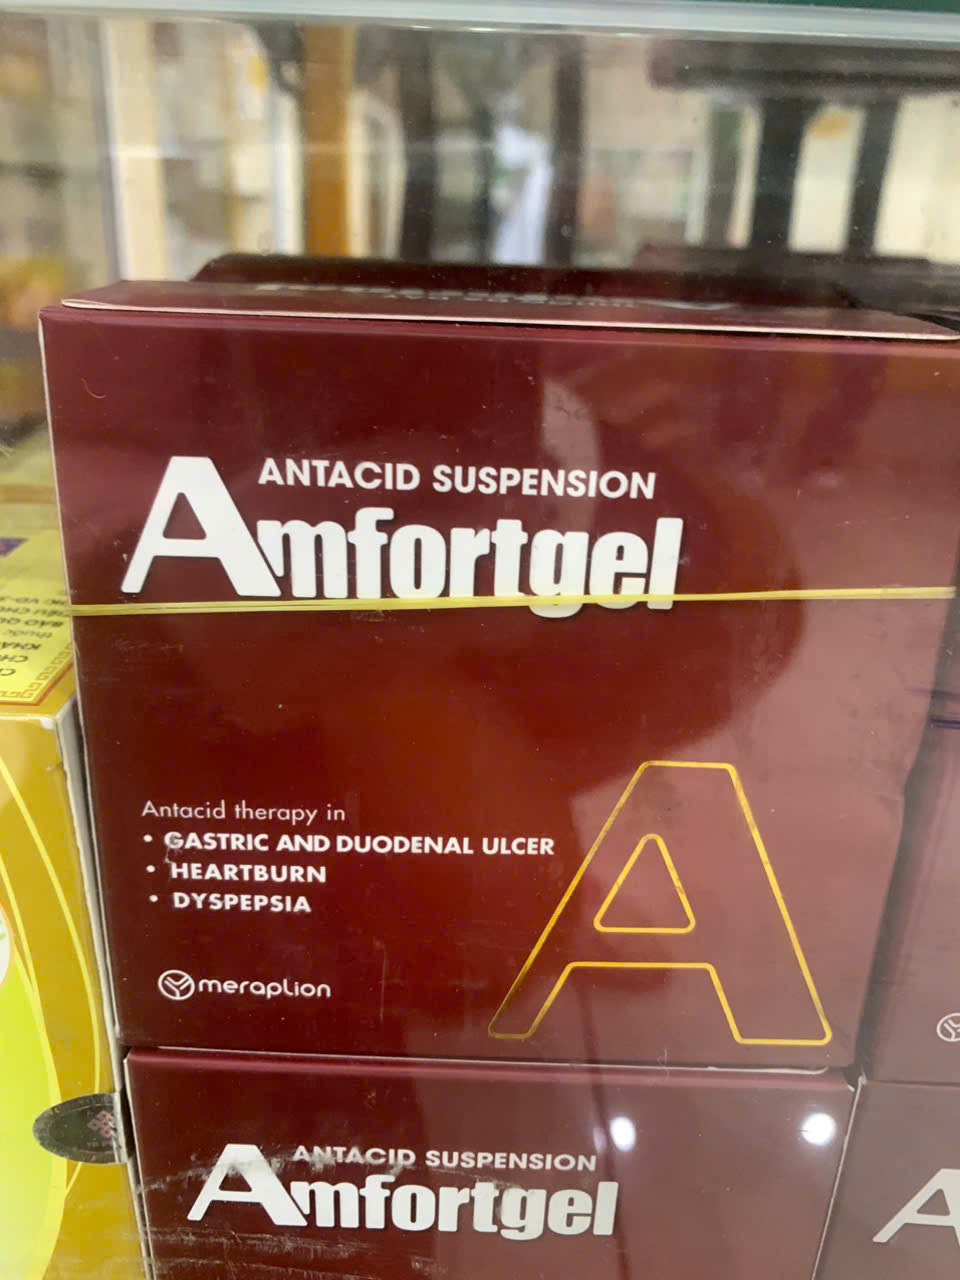 ANTACID SUSPENSION
Amfortgel
Antacid therapy in
• GASTRIC AND DUODENAL ULCER
• HEARTBURN
• DYSPEPSIA
meraplion
ANTACID SUSPENSION
Amfortgel
A